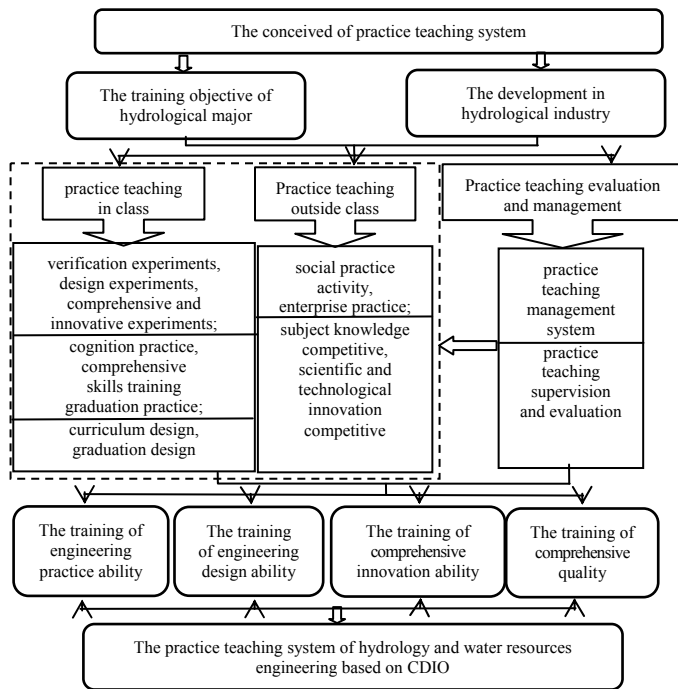 The conceived of practice teaching system
The training objective of
hydrological major
The development in
hydrological industry
practice teaching
in class
Practice teaching
outside class
Practice teaching evaluation
and management
verification experiments,
design experiments,
comprehensive and
innovative experiments;
cognition practice,
comprehensive
skills training
graduation practice;
curriculum design,
graduation design
social practice
activity,
enterprise practice;
subject knowledge
competitive,
scientific and
technological
innovation
competitive
practice
teaching
management
system
practice
teaching
supervision
and evaluation
The training of
engineering
practice ability
The training
of engineering
design ability
The training of
comprehensive
innovation ability
The training of
comprehensive
quality
The practice teaching system of hydrology and water resources
engineering based on CDIO